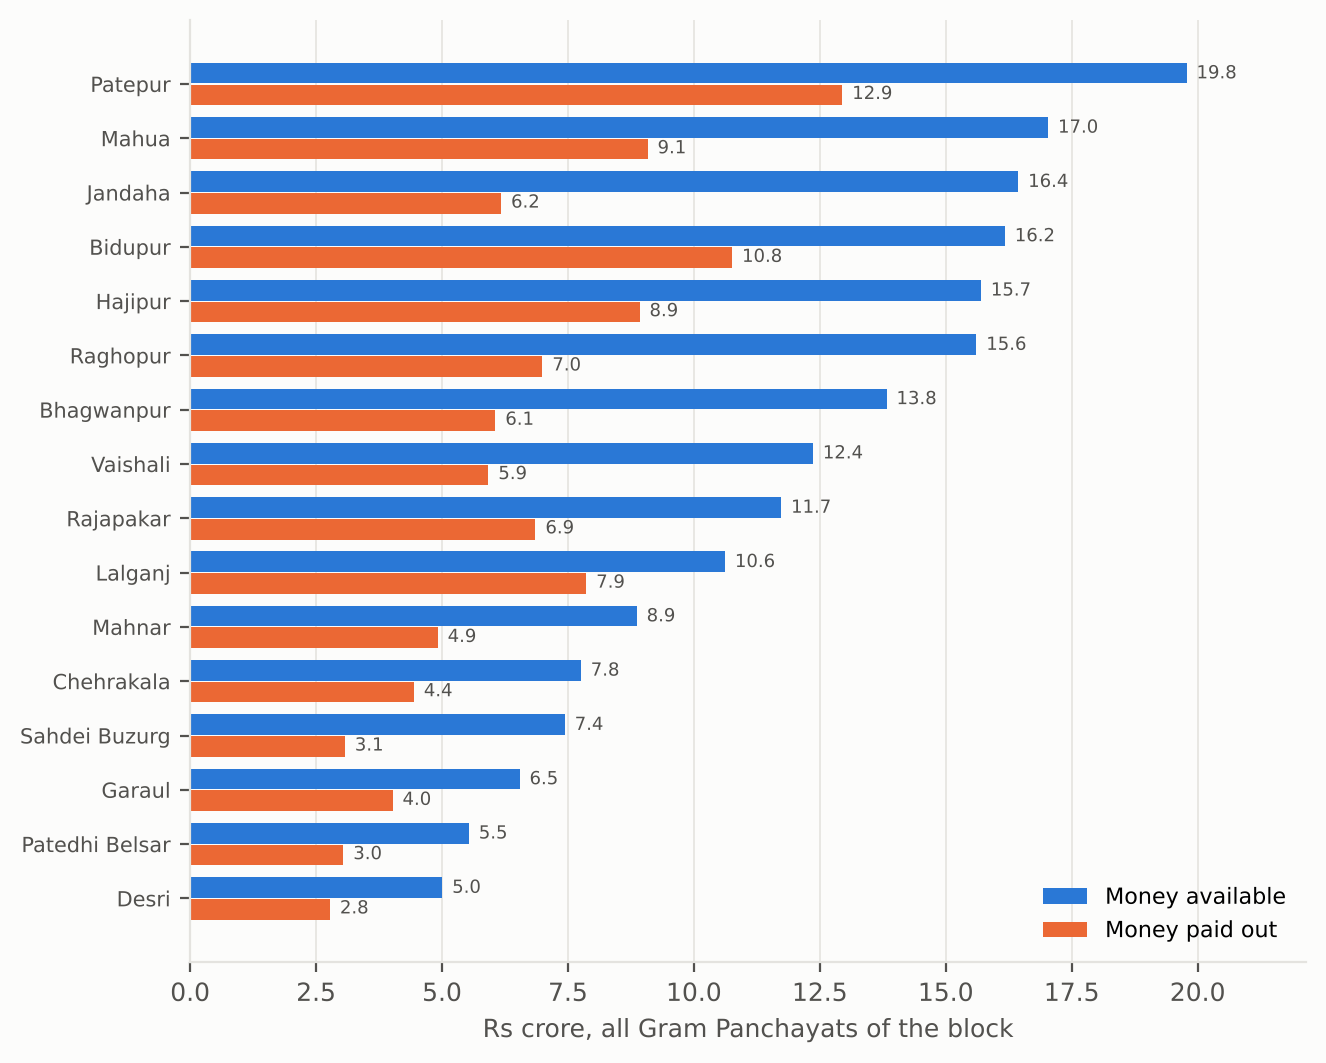 Patepur 19.8
12.9
Mahua 17.0
9.1
Jandaha 16.4
6.2
Bidupur 16.2
10.8
Hajipur 15.7
8.9
Raghopur 15.6
7.0
Bhagwanpur 13.8
6.1
Vaishali 12.4
5.9
Rajapakar 11.7
6.9
Lalganj 10.6
7.9
Mahnar 8.9
4.9
Chehrakala 7.8
4.4
Sahdei Buzurg 7.4
3.1
Garaul 6.5
4.0
Patedhi Belsar 5.5
3.0
Desri 5.0
2.8
Money available
Money paid out
0.0 2.5 5.0 7.5 10.0 12.5 15.0 17.5 20.0
Rs crore, all Gram Panchayats of the block